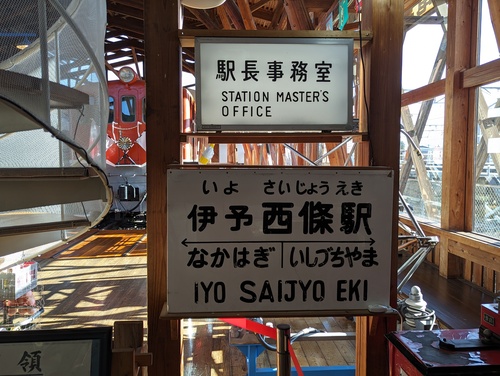 駅長事務室
STATION MASTER'S
OFFICE
いよ さいじょう えき
伊予西條駅
なかはぎ いしづちやま
IYO SAIJYO EKI
領